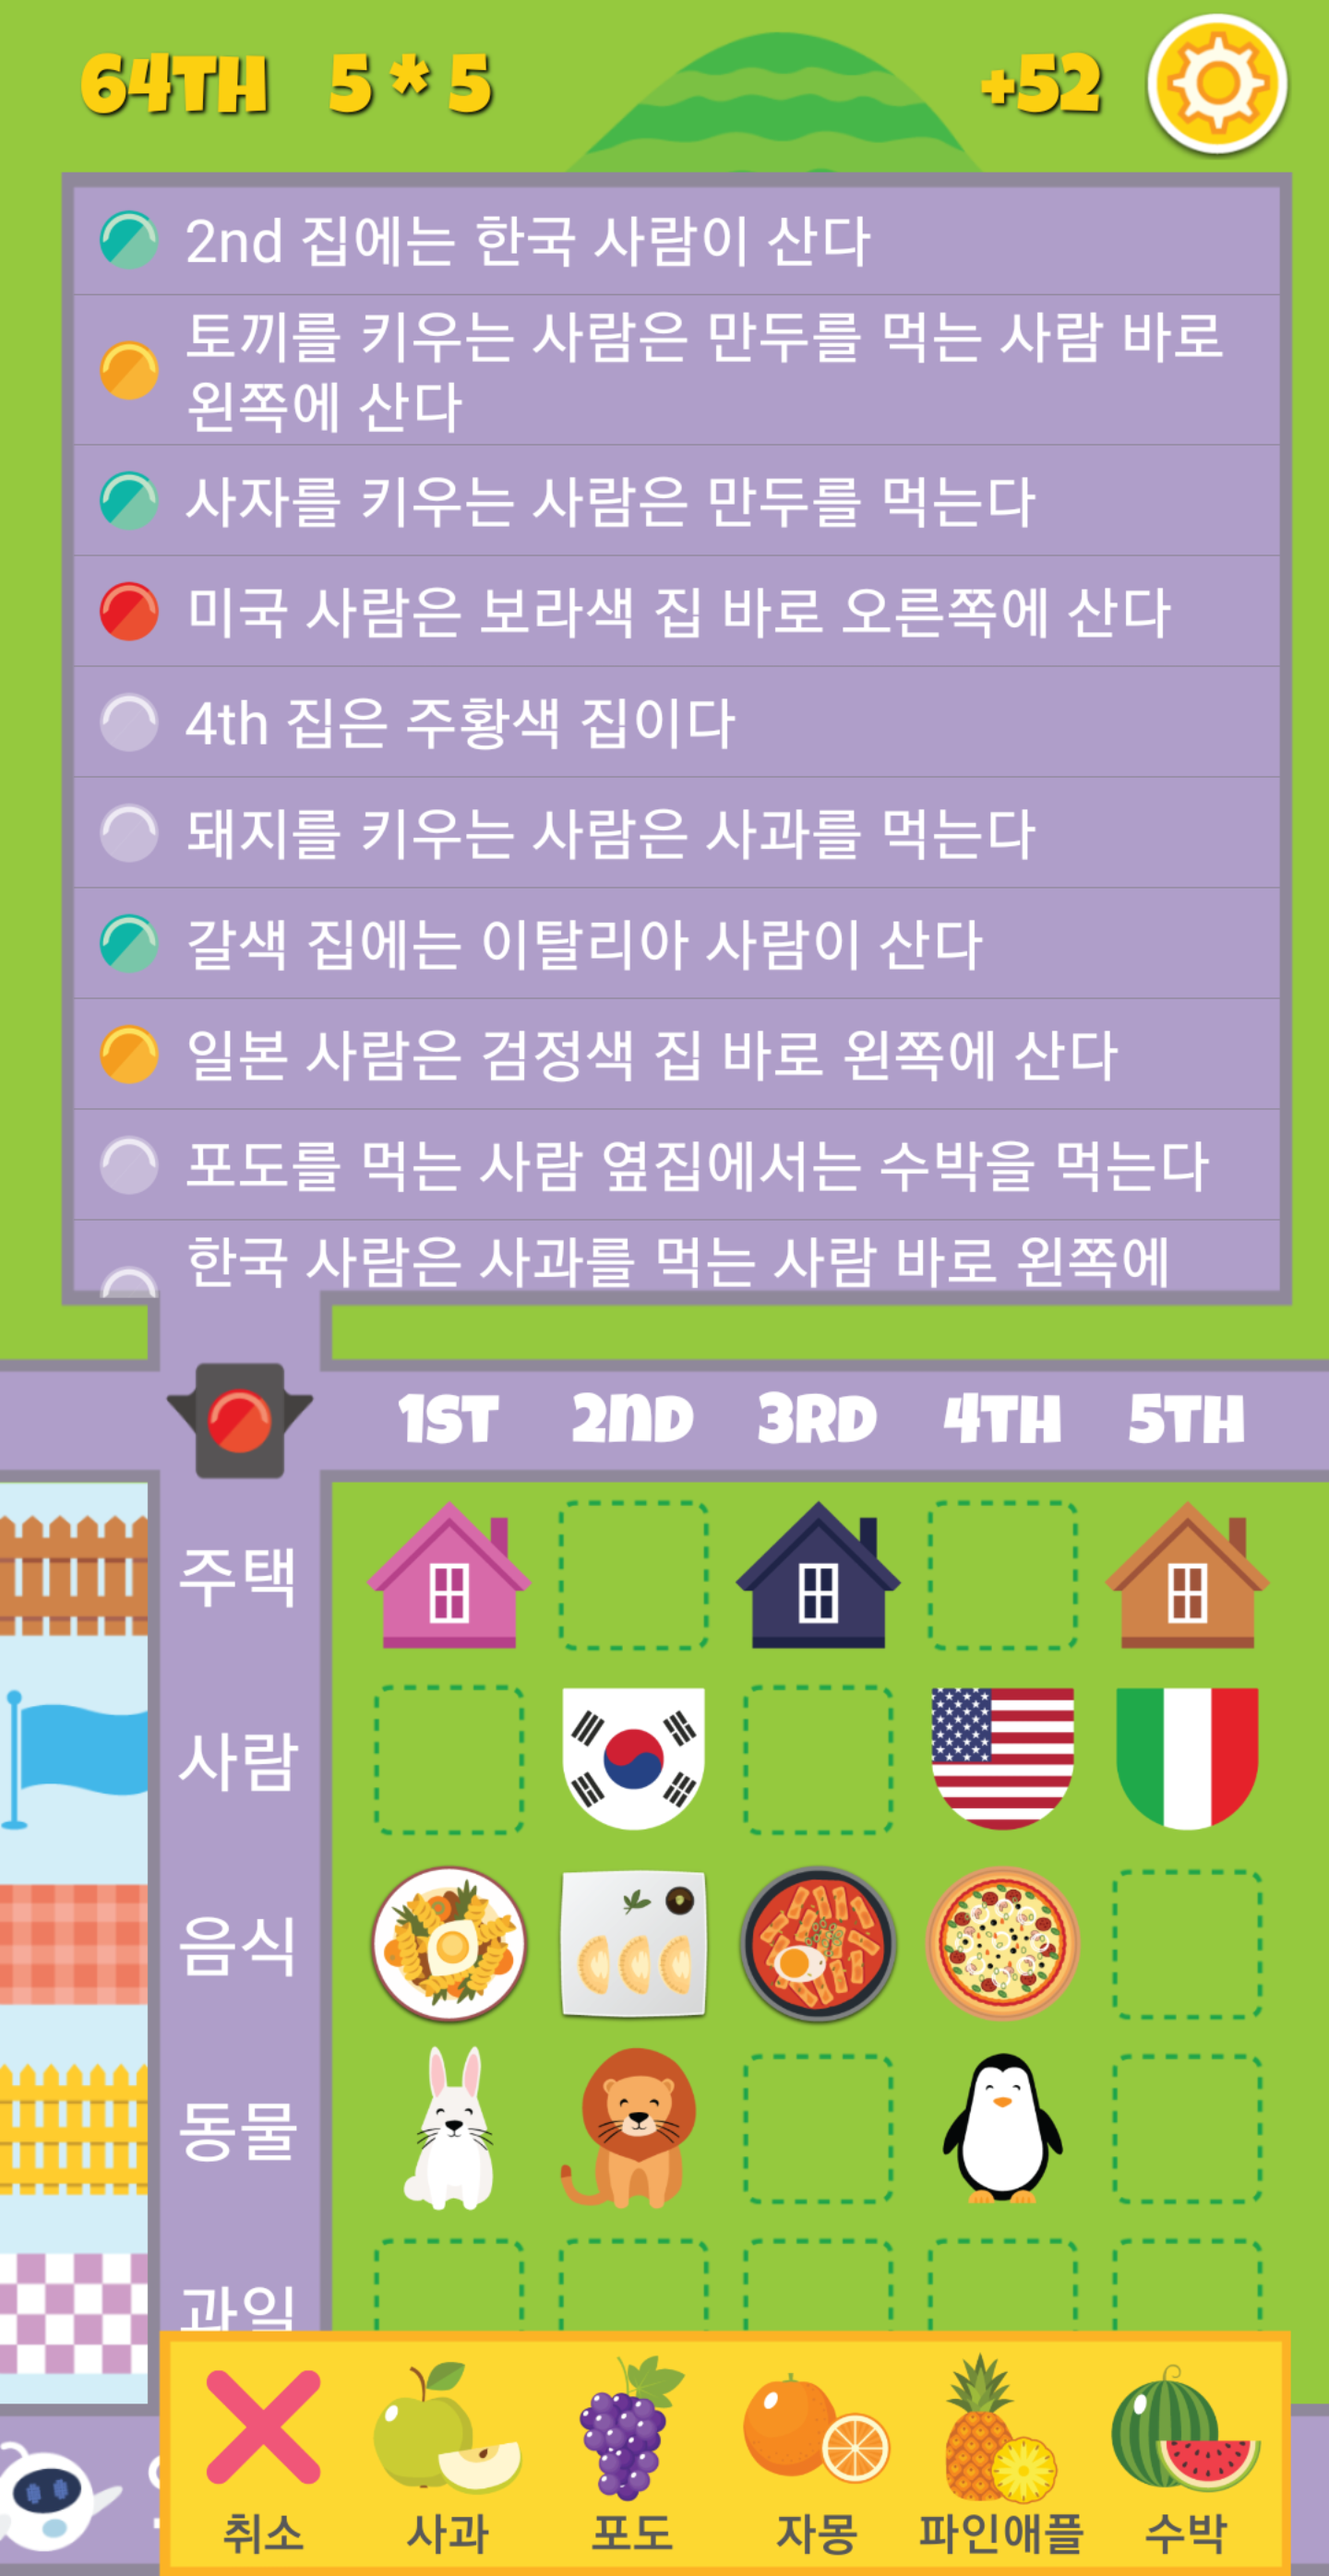 64TH 5 * 5 +52
2nd 집에는 한국 사람이 산다
토끼를 키우는 사람은 만두를 먹는 사람 바로
왼쪽에 산다
사자를 키우는 사람은 만두를 먹는다
미국 사람은 보라색 집 바로 오른쪽에 산다
4th 집은 주황색 집이다
돼지를 키우는 사람은 사과를 먹는다
갈색 집에는 이탈리아 사람이 산다
일본 사람은 검정색 집 바로 왼쪽에 산다
포도를 먹는 사람 옆집에서는 수박을 먹는다
한국 사람은 사과를 먹는 사람 바로 왼쪽에
1ST 2ND 3RD 4TH 5TH
주택
사람
음식
동물
과일
취소 사과 포도 자몽 파인애플 수박